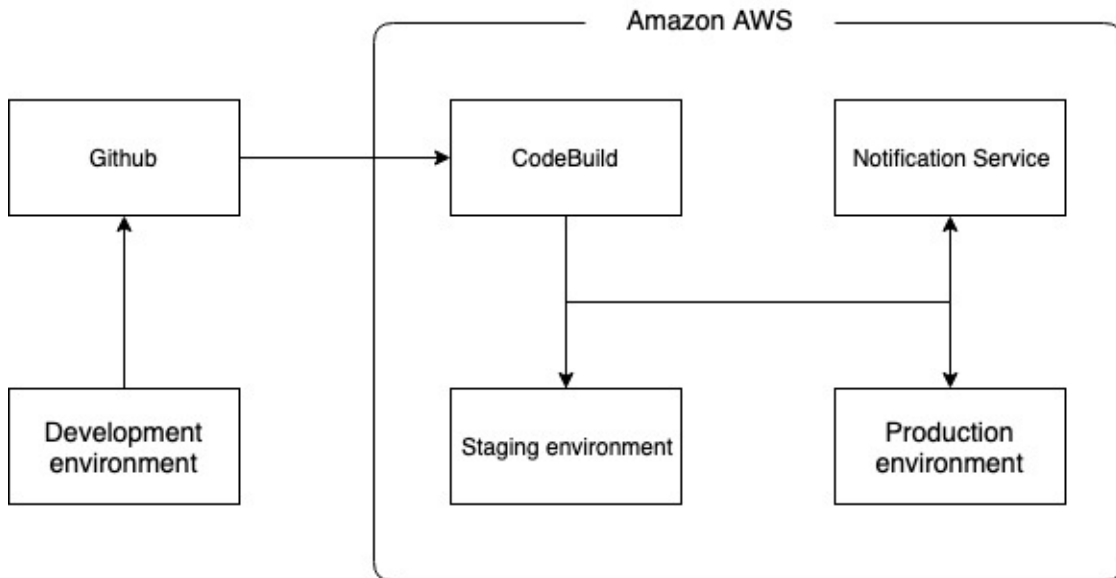 Amazon AWS
Github
CodeBuild
Notification Service
Development
environment
Staging environment
Production
environment